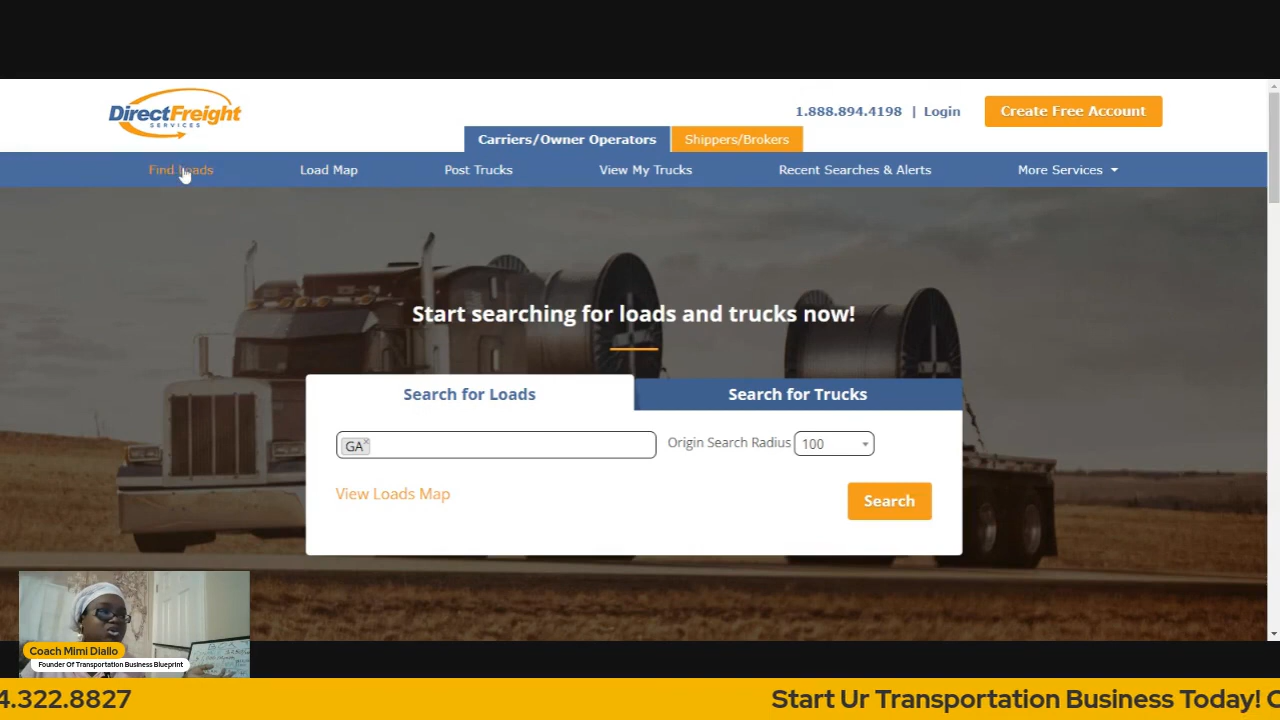 DirectFreight
SERVICES
1.888.894.4198 | Login
Create Free Account
Carriers/Owner Operators
Shippers/Brokers
Find Loads
Load Map
Post Trucks
View My Trucks
Recent Searches & Alerts
More Services
Start searching for loads and trucks now!
Search for Loads
Search for Trucks
GA
Origin Search Radius
100
View Loads Map
Search
Coach Mimi Diallo
Founder Of Transportation Business Blueprint
4.322.8827
Start Ur Transportation Business Today! C